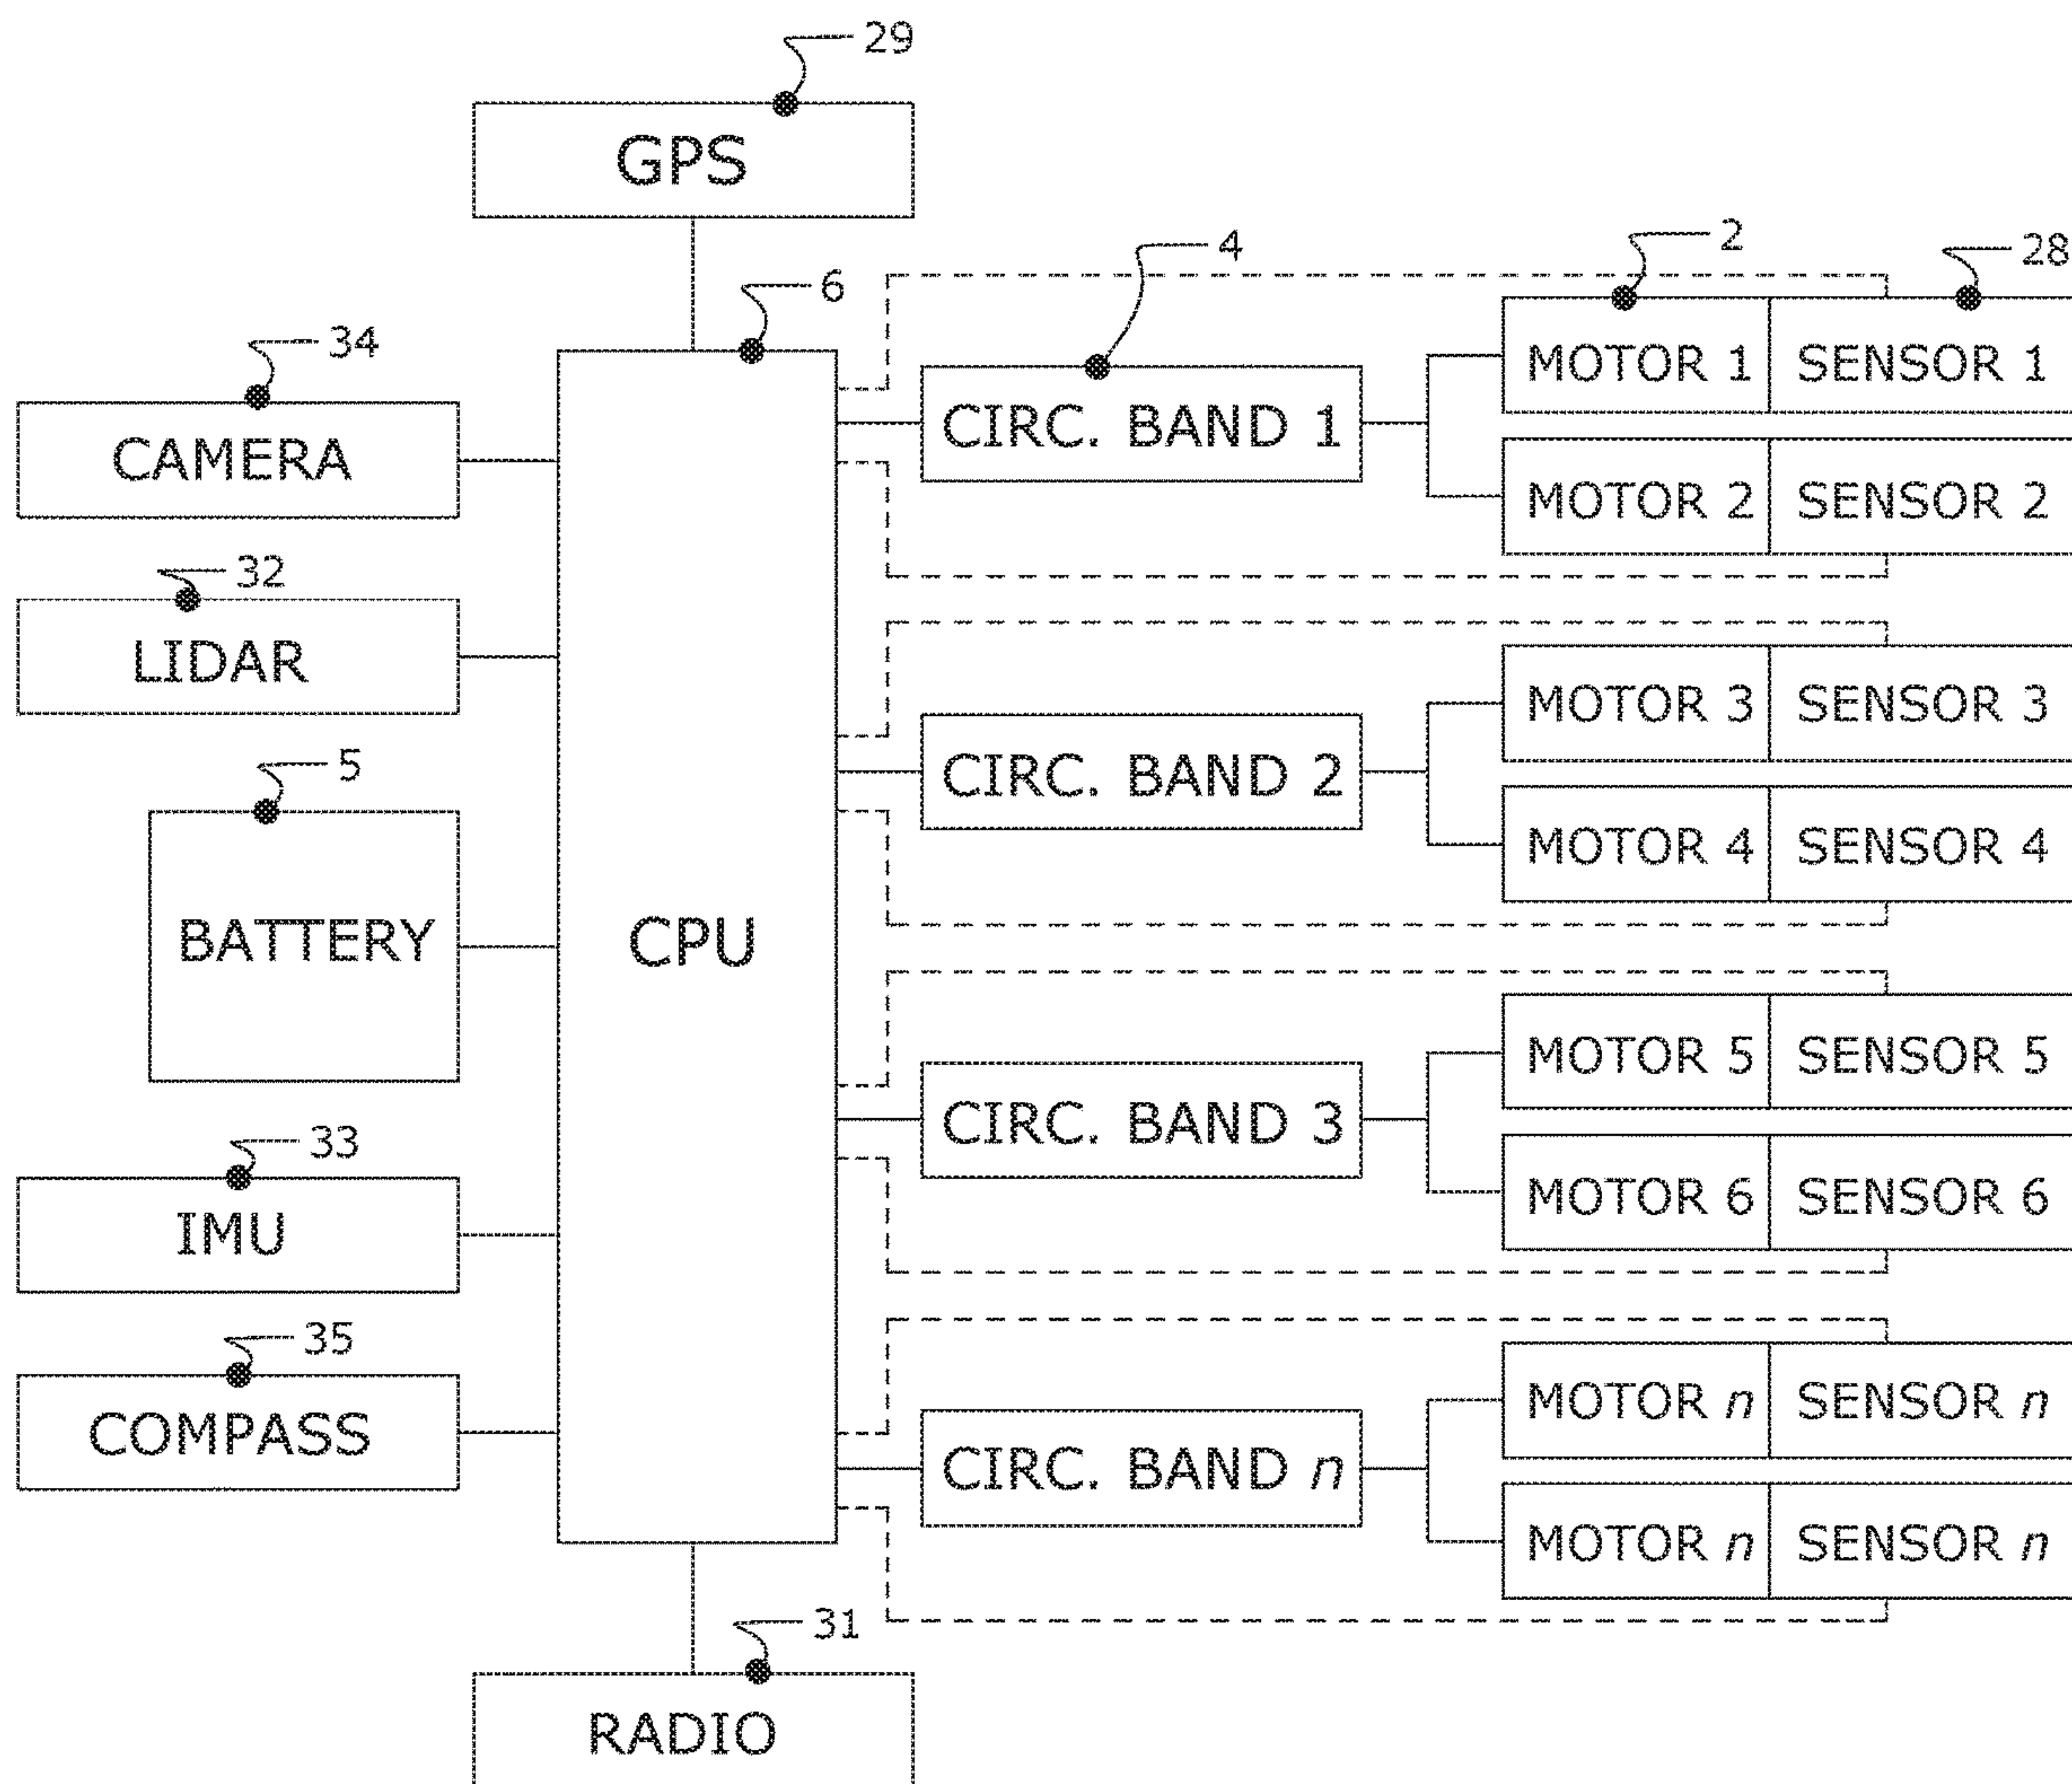 29
GPS
6
4
2
28
34
CAMERA
CIRC. BAND 1
MOTOR 1 SENSOR 1
MOTOR 2 SENSOR 2
32
LIDAR
CIRC. BAND 2
MOTOR 3 SENSOR 3
MOTOR 4 SENSOR 4
5
BATTERY
CPU
CIRC. BAND 3
MOTOR 5 SENSOR 5
MOTOR 6 SENSOR 6
33
IMU
35
COMPASS
CIRC. BAND n
MOTOR n SENSOR n
MOTOR n SENSOR n
31
RADIO